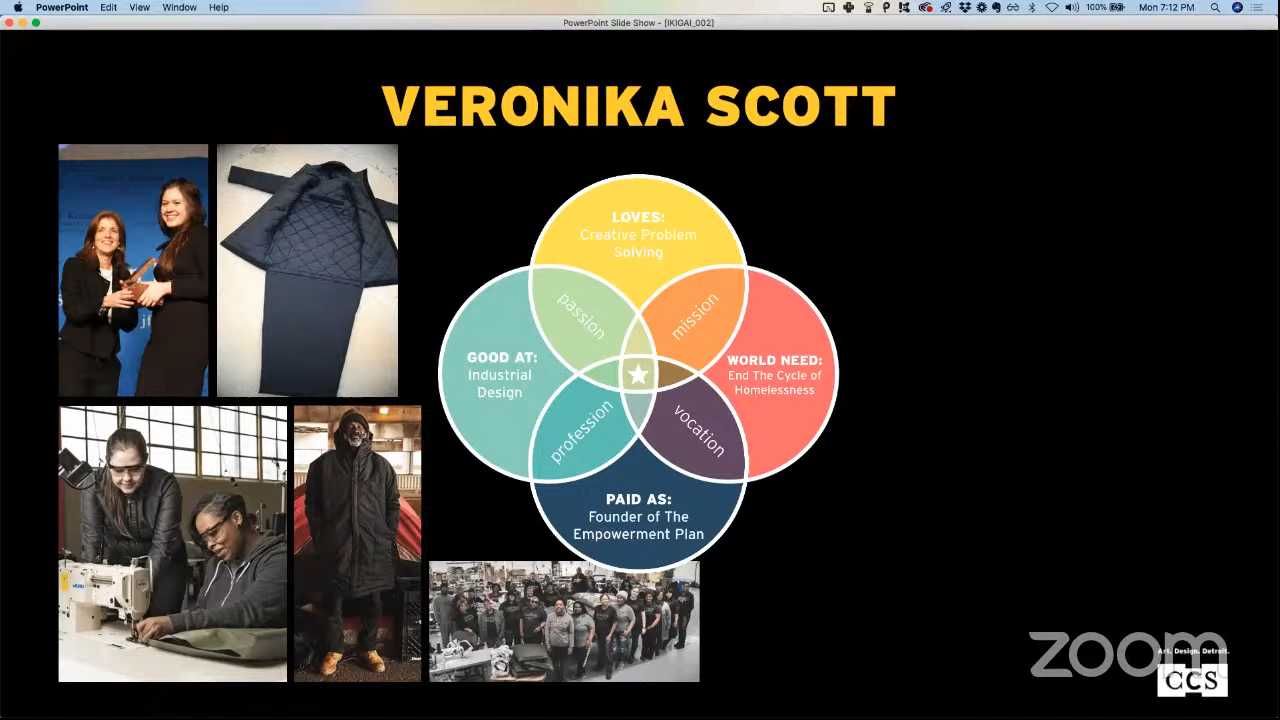 PowerPoint Edit View Window Help
100% Mon 7:12 PM
PowerPoint Slide Show - [IKIGAI_002]
VERONIKA SCOTT
LOVES:
Creative Problem
Solving
passion
mission
GOOD AT:
Industrial
Design
WORLD NEED:
End The Cycle of
Homelessness
profession
vocation
PAID AS:
Founder of The
Empowerment Plan
zoom
Art. Design. Detroit.
CCS